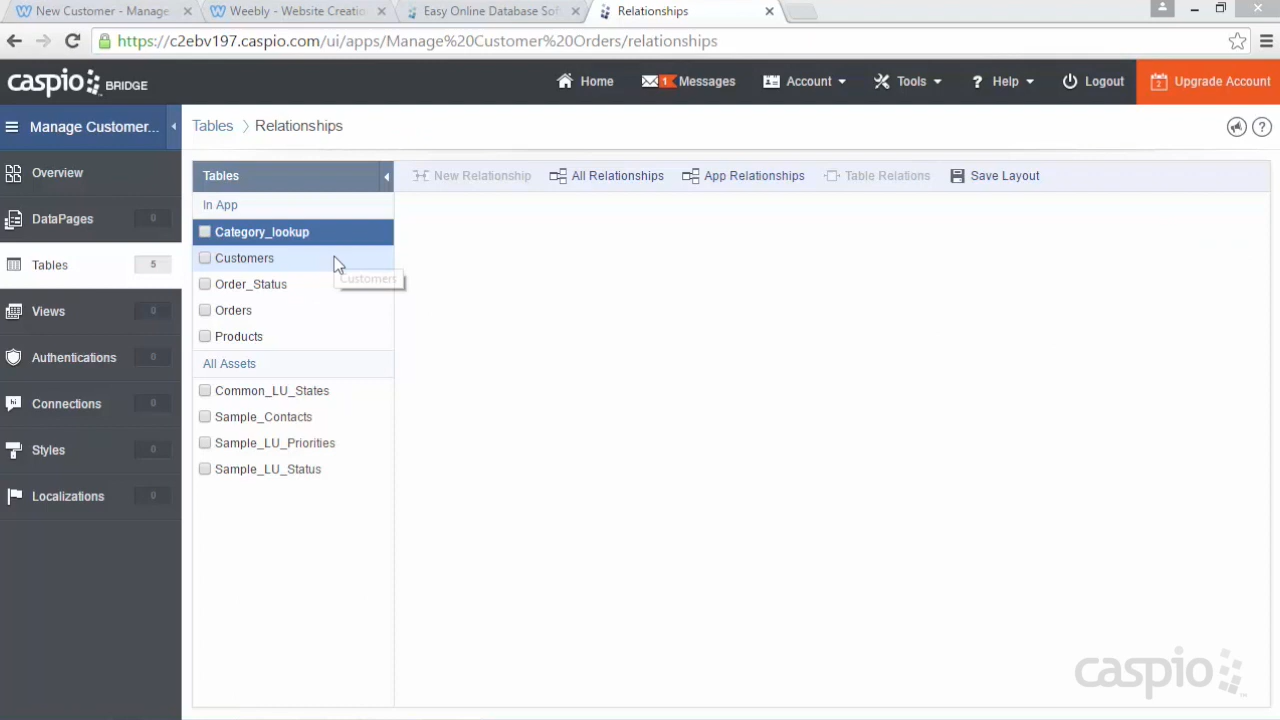 New Customer - Manage
Weebly - Website Creatio
Easy Online Database Sof
Relationships
https://c2ebv197.caspio.com/ui/apps/Manage%20Customer%20Orders/relationships
caspio BRIDGE
Home
1 Messages
Account
Tools
? Help
Logout
2 Upgrade Account
Manage Customer...
Tables
Relationships
?
Overview
DataPages 0
Tables 5
Views 0
Authentications 0
hi Connections 0
Styles 0
Localizations 0
Tables
New Relationship
All Relationships
App Relationships
Table Relations
Save Layout
In App
Category_lookup
Customers
Customers
Order_Status
Orders
Products
All Assets
Common_LU_States
Sample_Contacts
Sample_LU_Priorities
Sample_LU_Status
caspio